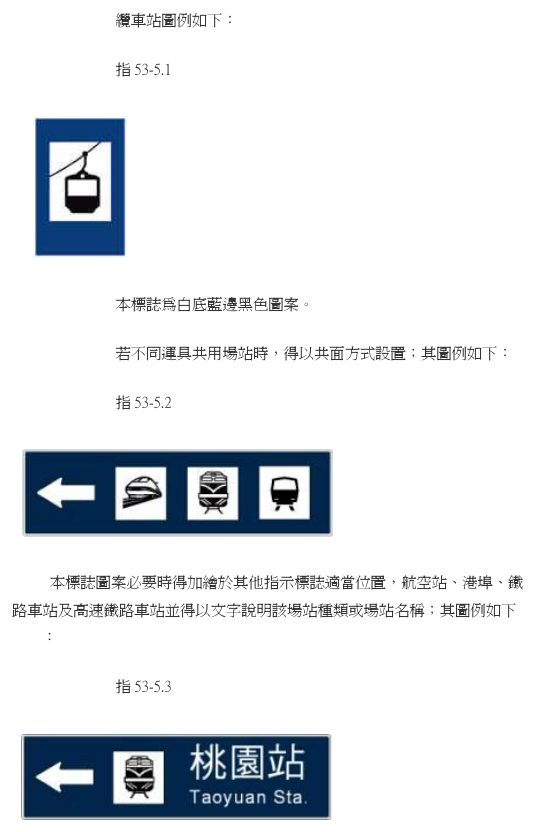 纜車站圖例如下：
指 53-5.1
本標誌為白底藍邊黑色圖案。
若不同運具共用場站時，得以共面方式設置；其圖例如下：
指 53-5.2
本標誌圖案必要時得加繪於其他指示標誌適當位置，航空站、港埠、鐵
路車站及高速鐵路車站並得以文字說明該場站種類或場站名稱；其圖例如下
：
指 53-5.3
桃園站
Taoyuan Sta.